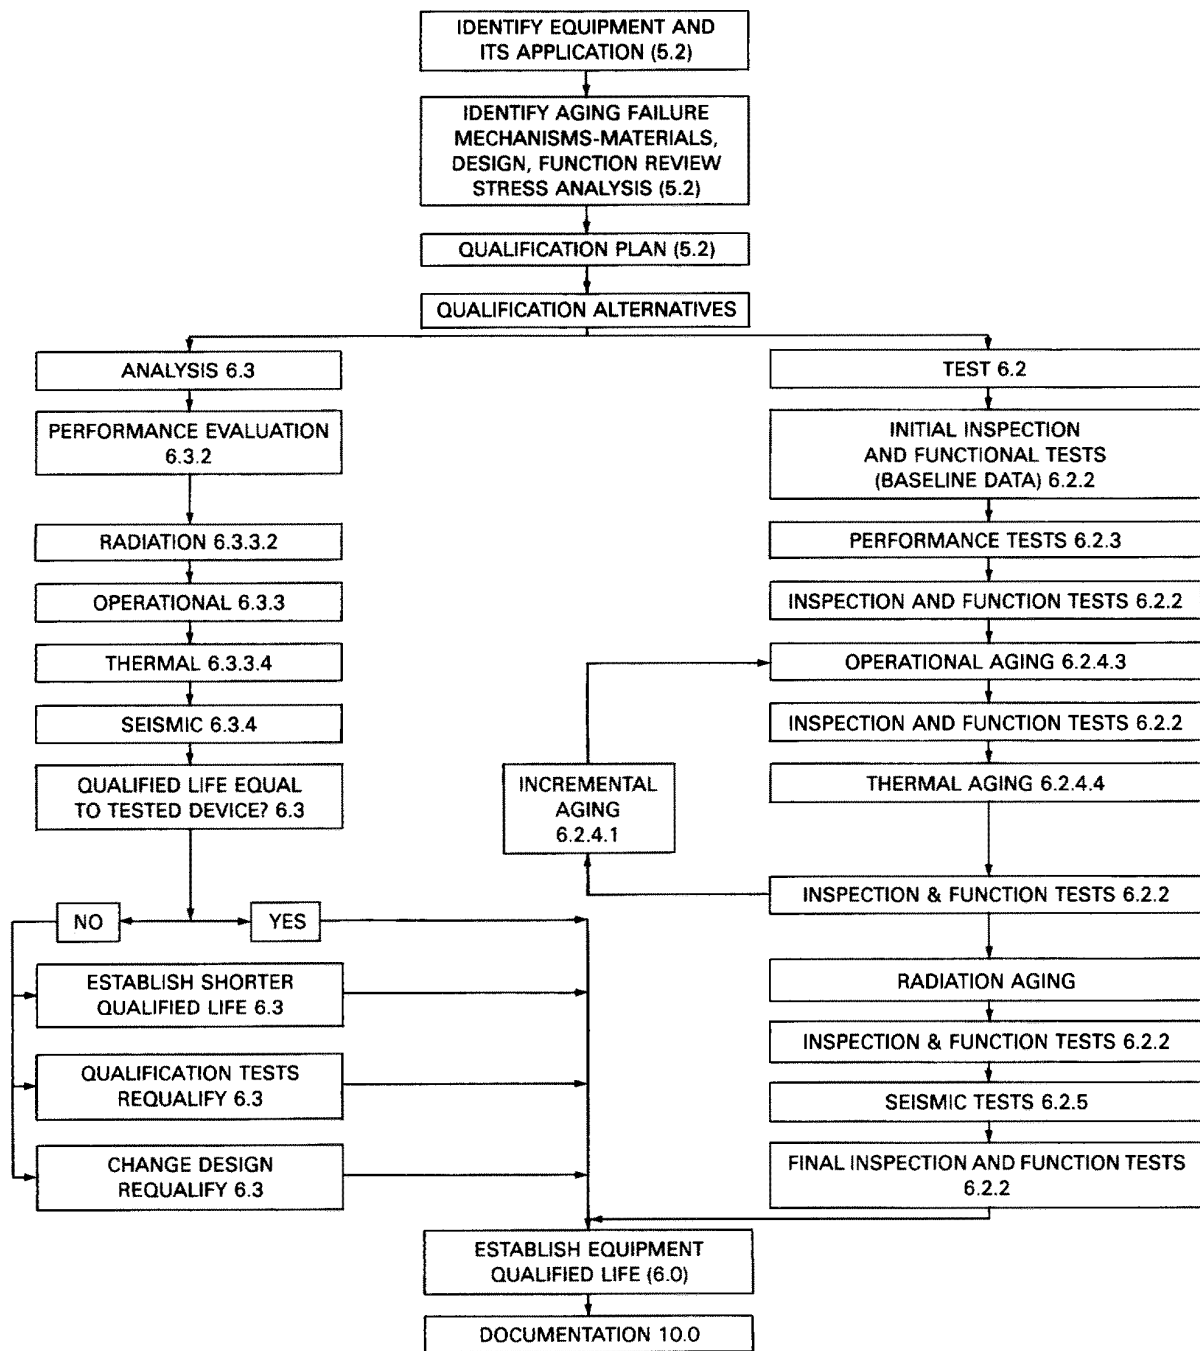 IDENTIFY EQUIPMENT AND
ITS APPLICATION (5.2)
IDENTIFY AGING FAILURE
MECHANISMS-MATERIALS,
DESIGN, FUNCTION REVIEW
STRESS ANALYSIS (5.2)
QUALIFICATION PLAN (5.2)
QUALIFICATION ALTERNATIVES
ANALYSIS 6.3
PERFORMANCE EVALUATION
6.3.2
RADIATION 6.3.3.2
OPERATIONAL 6.3.3
THERMAL 6.3.3.4
SEISMIC 6.3.4
QUALIFIED LIFE EQUAL
TO TESTED DEVICE? 6.3
NO
YES
ESTABLISH SHORTER
QUALIFIED LIFE 6.3
QUALIFICATION TESTS
REQUALIFY 6.3
CHANGE DESIGN
REQUALIFY 6.3
TEST 6.2
INITIAL INSPECTION
AND FUNCTIONAL TESTS
(BASELINE DATA) 6.2.2
PERFORMANCE TESTS 6.2.3
INSPECTION AND FUNCTION TESTS 6.2.2
OPERATIONAL AGING 6.2.4.3
INSPECTION AND FUNCTION TESTS 6.2.2
THERMAL AGING 6.2.4.4
INCREMENTAL
AGING
6.2.4.1
INSPECTION & FUNCTION TESTS 6.2.2
RADIATION AGING
INSPECTION & FUNCTION TESTS 6.2.2
SEISMIC TESTS 6.2.5
FINAL INSPECTION AND FUNCTION TESTS
6.2.2
ESTABLISH EQUIPMENT
QUALIFIED LIFE (6.0)
DOCUMENTATION 10.0